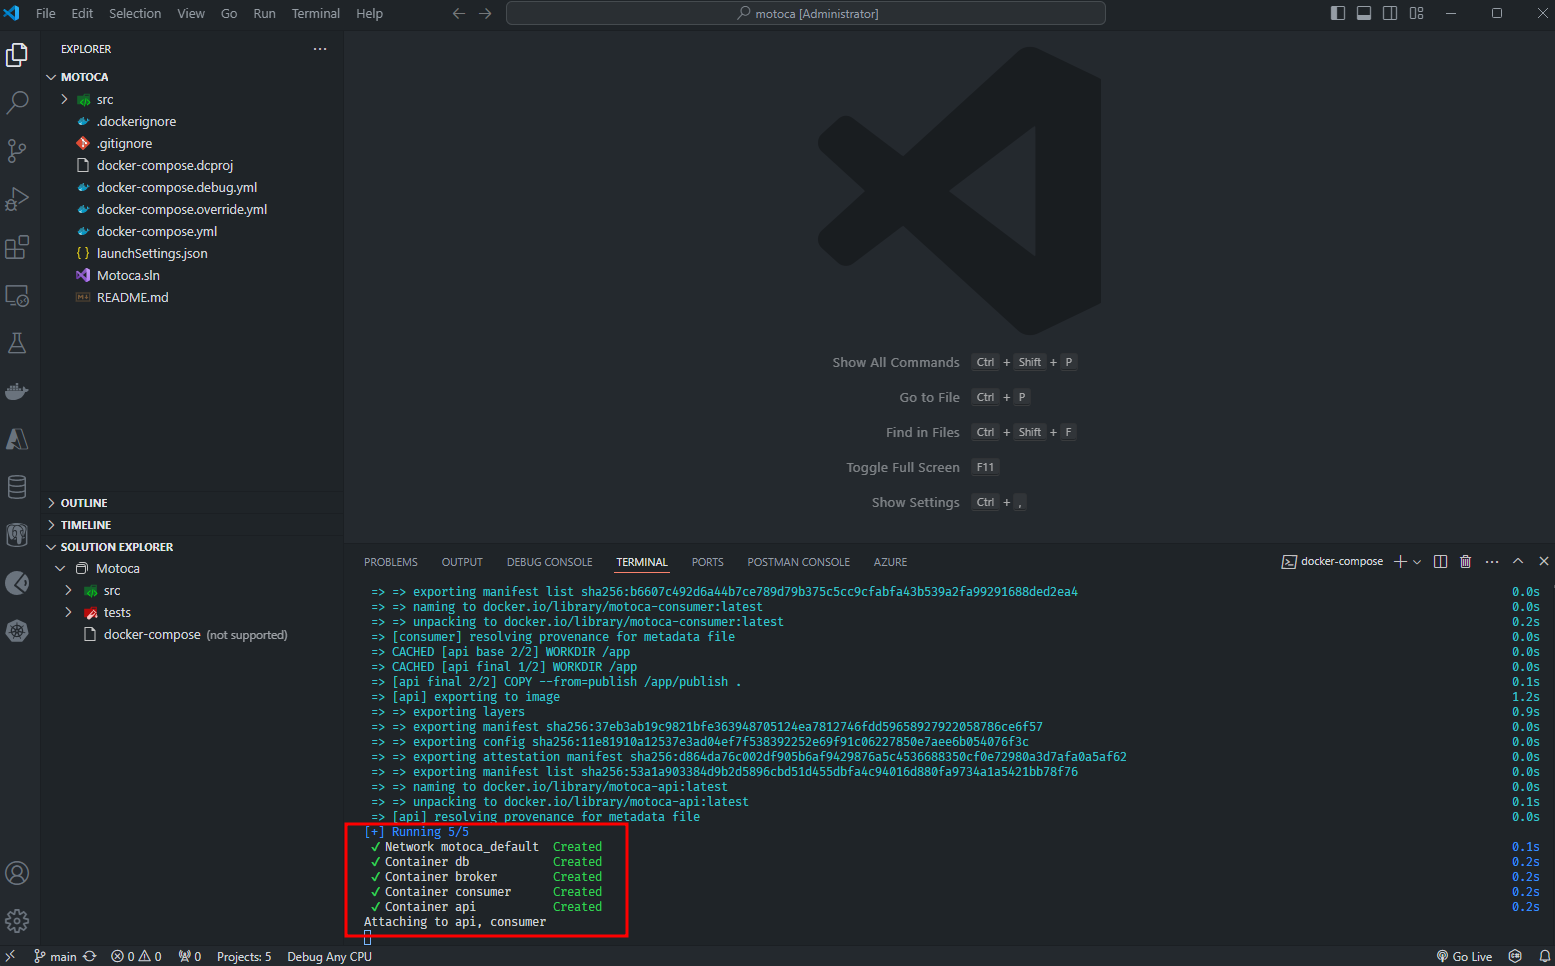 File Edit Selection View Go Run Terminal Help
motoca [Administrator]
EXPLORER
MOTOCA
src
.dockerignore
.gitignore
docker-compose.dcproj
docker-compose.debug.yml
docker-compose.override.yml
docker-compose.yml
launchSettings.json
Motoca.sln
README.md
OUTLINE
TIMELINE
SOLUTION EXPLORER
Motoca
src
tests
docker-compose (not supported)
Show All Commands Ctrl + Shift + P
Go to File Ctrl + P
Find in Files Ctrl + Shift + F
Toggle Full Screen F11
Show Settings Ctrl + ,
PROBLEMS OUTPUT DEBUG CONSOLE TERMINAL PORTS POSTMAN CONSOLE AZURE docker-compose
=> => exporting manifest list sha256:b6607c492d6a44b7ce789d79b375c5cc9cfabfa43b539a2fa99291688ded2ea4 0.0s
=> => naming to docker.io/library/motoca-consumer:latest 0.0s
=> => unpacking to docker.io/library/motoca-consumer:latest 0.2s
=> [consumer] resolving provenance for metadata file 0.0s
=> CACHED [api base 2/2] WORKDIR /app 0.0s
=> CACHED [api final 1/2] WORKDIR /app 0.0s
=> [api final 2/2] COPY --from=publish /app/publish . 0.1s
=> [api] exporting to image 1.2s
=> => exporting layers 0.9s
=> => exporting manifest sha256:37eb3ab19c9821bfe363948705124ea7812746fdd59658927922058786ce6f57 0.0s
=> => exporting config sha256:11e81910a12537e3ad04ef7f538392252e69f91c06227850e7aee6b054076f3c 0.0s
=> => exporting attestation manifest sha256:d864da76c002df905b6af9429876a5c4536688350cf0e72980a3d7afa0a5af62 0.0s
=> => exporting manifest list sha256:53a1a903384d9b2d5896cbd51d455dbfa4c94016d880fa9734a1a5421bb78f76 0.0s
=> => naming to docker.io/library/motoca-api:latest 0.0s
=> => unpacking to docker.io/library/motoca-api:latest 0.1s
=> [api] resolving provenance for metadata file 0.0s
[+] Running 5/5
✓ Network motoca_default Created 0.1s
✓ Container db Created 0.2s
✓ Container broker Created 0.2s
✓ Container consumer Created 0.2s
✓ Container api Created 0.2s
Attaching to api, consumer
main 0 0 0 Projects: 5 Debug Any CPU Go Live